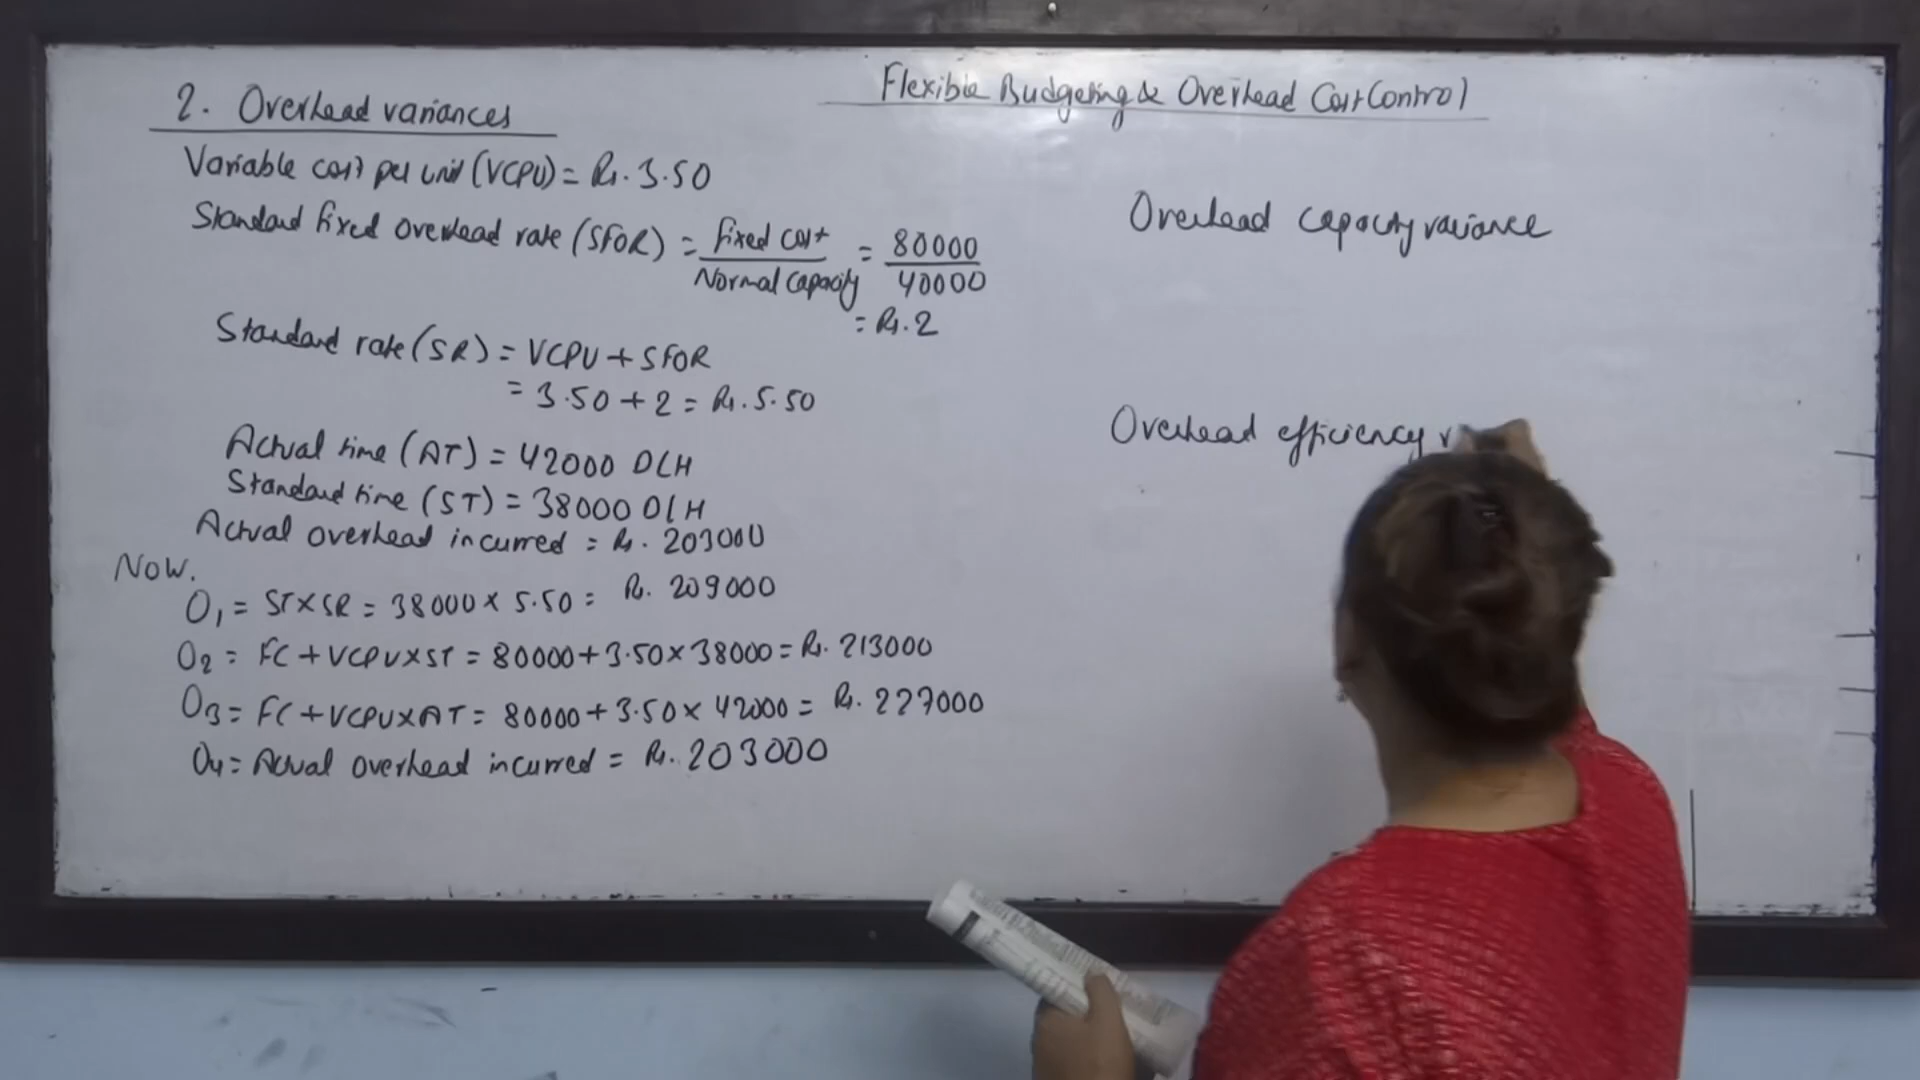 Flexible Budgeting & Overhead Cost Control
2. Overhead variances
Variable cost per unit (VCPU) = Rs. 3.50
Standard fixed overhead rate (SFOR) = fixed cost / Normal capacity = 80000 / 40000
= Rs. 2
Standard rate (SR) = VCPU + SFOR
= 3.50 + 2 = Rs. 5.50
Actual time (AT) = 42000 DLH
Standard time (ST) = 38000 DLH
Actual overhead incurred = Rs. 203000
Now,
O1 = ST × SR = 38000 × 5.50 = Rs. 209000
O2 = FC + VCPU × ST = 80000 + 3.50 × 38000 = Rs. 213000
O3 = FC + VCPU × AT = 80000 + 3.50 × 42000 = Rs. 227000
O4 = Actual overhead incurred = Rs. 203000
Overhead capacity variance
Overhead efficiency v